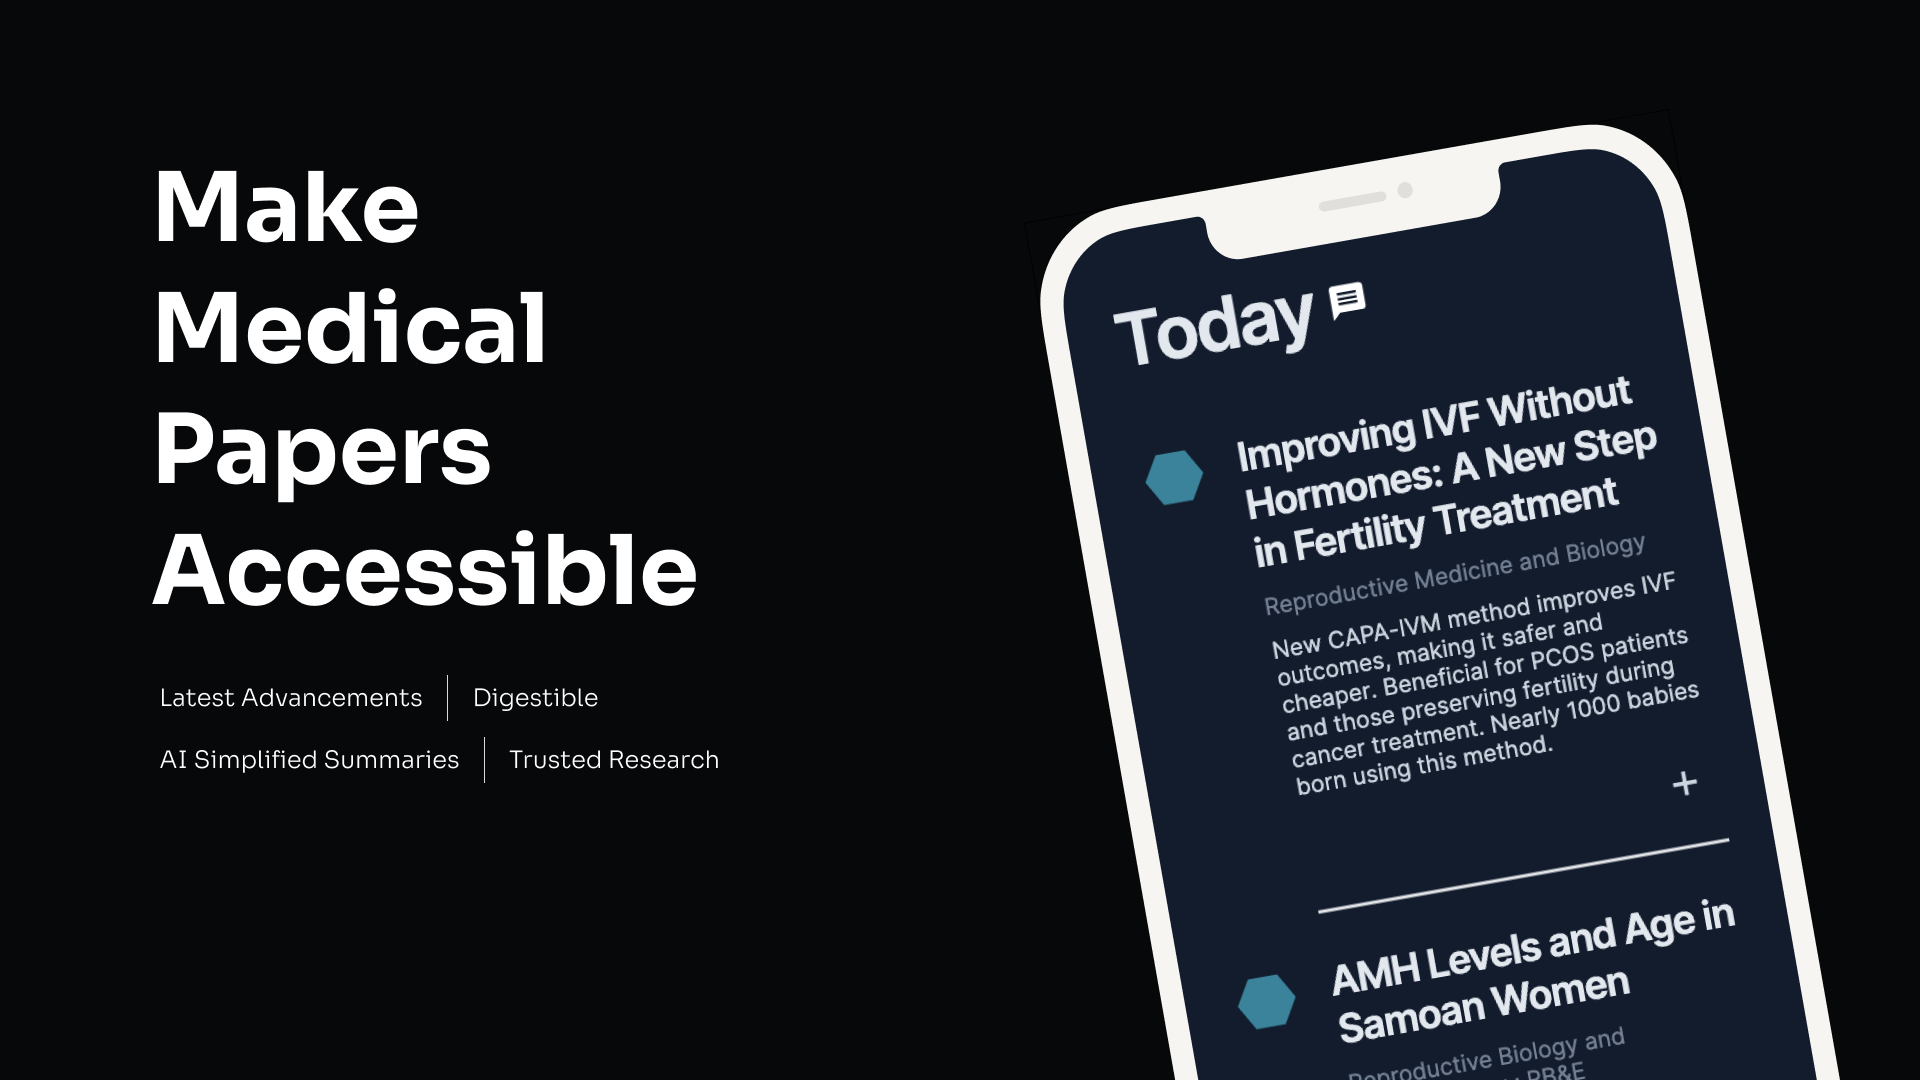 Make
Medical
Papers
Accessible
Latest Advancements
Digestible
AI Simplified Summaries
Trusted Research
Today
Improving IVF Without
Hormones: A New Step
in Fertility Treatment
Reproductive Medicine and Biology
New CAPA-IVM method improves IVF
outcomes, making it safer and
cheaper. Beneficial for PCOS patients
and those preserving fertility during
cancer treatment. Nearly 1000 babies
born using this method.
+
AMH Levels and Age in
Samoan Women
Reproductive Biology and
RB&E